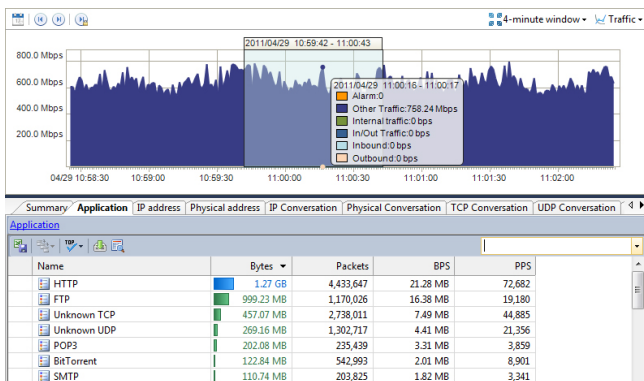 4-minute window Traffic
2011/04/29 10:59:42 - 11:00:43
800.0 Mbps
600.0 Mbps
400.0 Mbps
200.0 Mbps
2011/04/29 11:00:16 - 11:00:17
Alarm:0
Other Traffic:768.24 Mbps
Internal traffic:0 bps
In/Out Traffic:0 bps
Inbound:0 bps
Outbound:0 bps
04/29 10:58:30 10:59:00 10:59:30 11:00:00 11:00:30 11:01:00 11:01:30 11:02:00
Summary Application IP address Physical address IP Conversation Physical Conversation TCP Conversation UDP Conversation
Application
Name Bytes Packets BPS PPS
HTTP 1.27 GB 4,433,647 21.28 MB 72,682
FTP 999.23 MB 1,170,026 16.38 MB 19,180
Unknown TCP 457.07 MB 2,738,011 7.49 MB 44,885
Unknown UDP 269.16 MB 1,302,717 4.41 MB 21,356
POP3 202.08 MB 235,439 3.31 MB 3,859
BitTorrent 122.84 MB 542,993 2.01 MB 8,901
SMTP 110.74 MB 203,825 1.82 MB 3,341